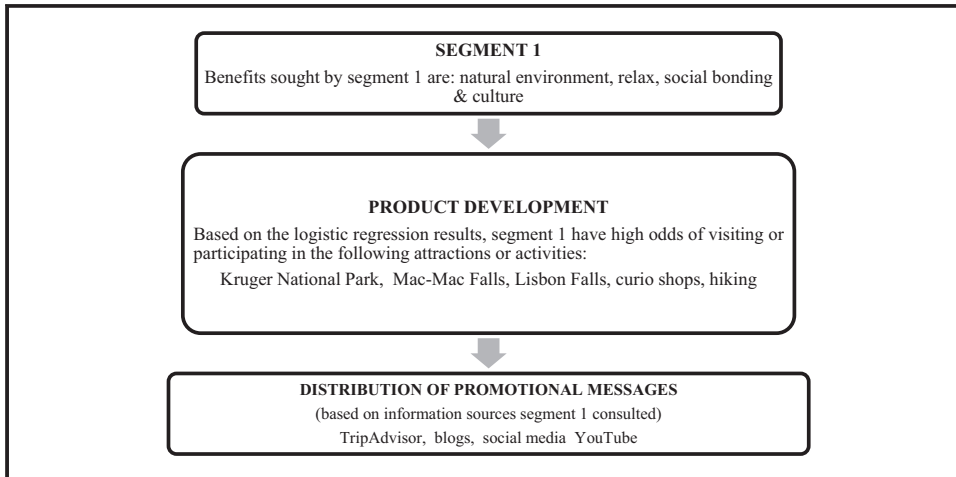 SEGMENT 1
Benefits sought by segment 1 are: natural environment, relax, social bonding
& culture
PRODUCT DEVELOPMENT
Based on the logistic regression results, segment 1 have high odds of visiting or
participating in the following attractions or activities:
Kruger National Park, Mac-Mac Falls, Lisbon Falls, curio shops, hiking
DISTRIBUTION OF PROMOTIONAL MESSAGES
(based on information sources segment 1 consulted)
TripAdvisor, blogs, social media YouTube